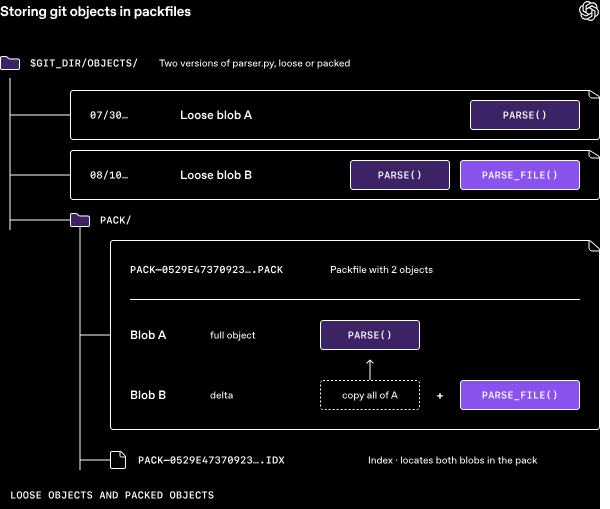 Storing git objects in packfiles
$GIT_DIR/OBJECTS/ Two versions of parser.py, loose or packed
07/30… Loose blob A PARSE()
08/10… Loose blob B PARSE() PARSE_FILE()
PACK/
PACK–0529E47370923….PACK Packfile with 2 objects
Blob A full object PARSE()
Blob B delta copy all of A + PARSE_FILE()
PACK–0529E47370923….IDX Index · locates both blobs in the pack
LOOSE OBJECTS AND PACKED OBJECTS